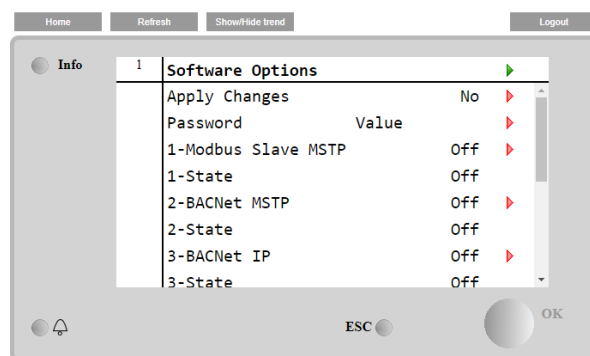 Home Refresh Show/Hide trend Logout
Info 1 Software Options
Apply Changes No
Password Value
1-Modbus Slave MSTP Off
1-State Off
2-BACNet MSTP Off
2-State Off
3-BACNet IP Off
3-State Off
ESC OK